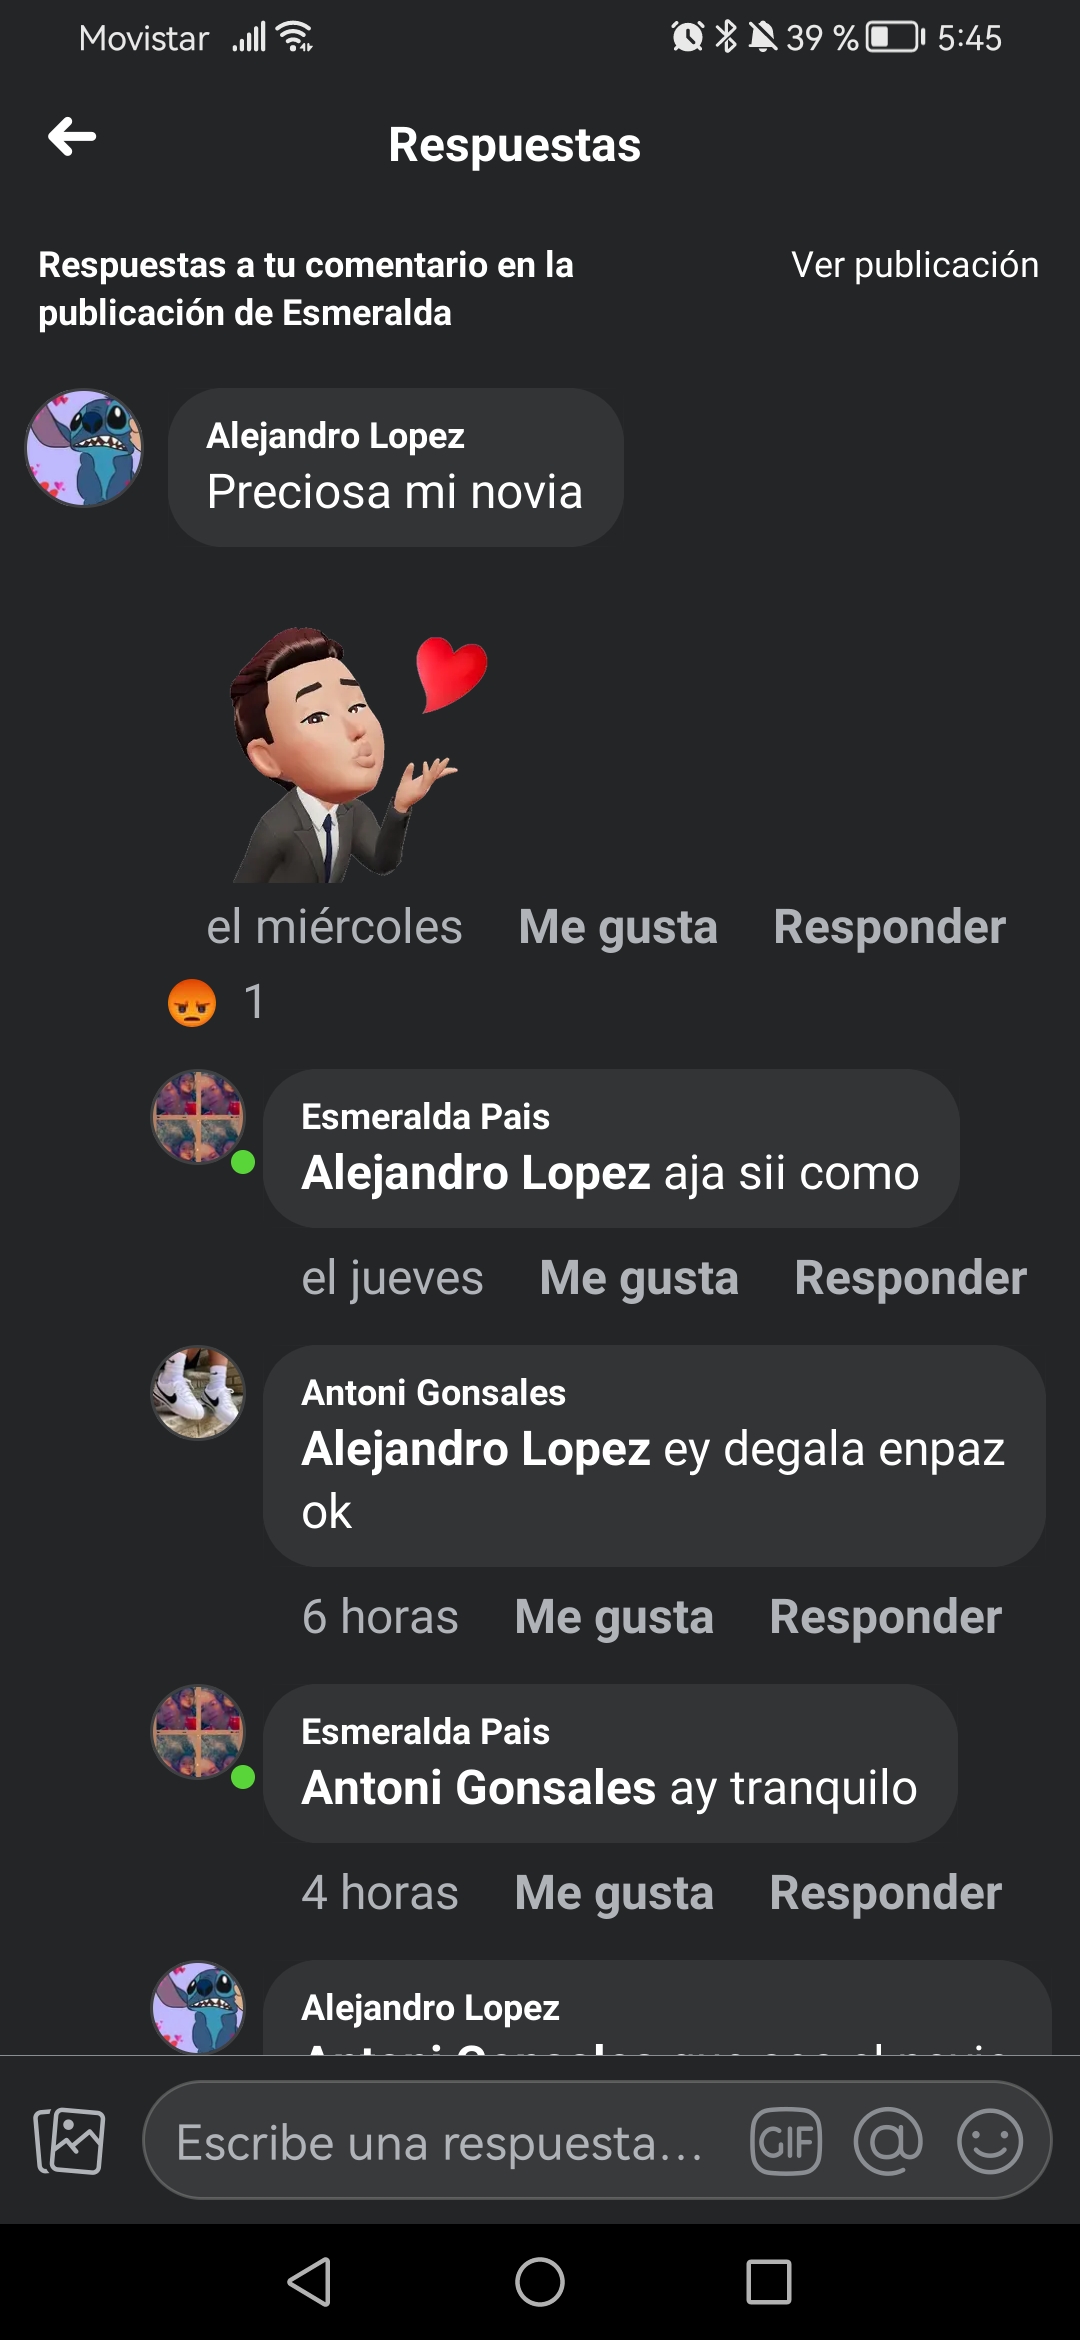 Movistar 39 % 5:45
Respuestas
Respuestas a tu comentario en la
publicación de Esmeralda
Ver publicación
Alejandro Lopez
Preciosa mi novia
el miércoles Me gusta Responder
1
Esmeralda Pais
Alejandro Lopez aja sii como
el jueves Me gusta Responder
Antoni Gonsales
Alejandro Lopez ey degala enpaz
ok
6 horas Me gusta Responder
Esmeralda Pais
Antoni Gonsales ay tranquilo
4 horas Me gusta Responder
Alejandro Lopez
Antoni Gonsales
Escribe una respuesta...
GIF